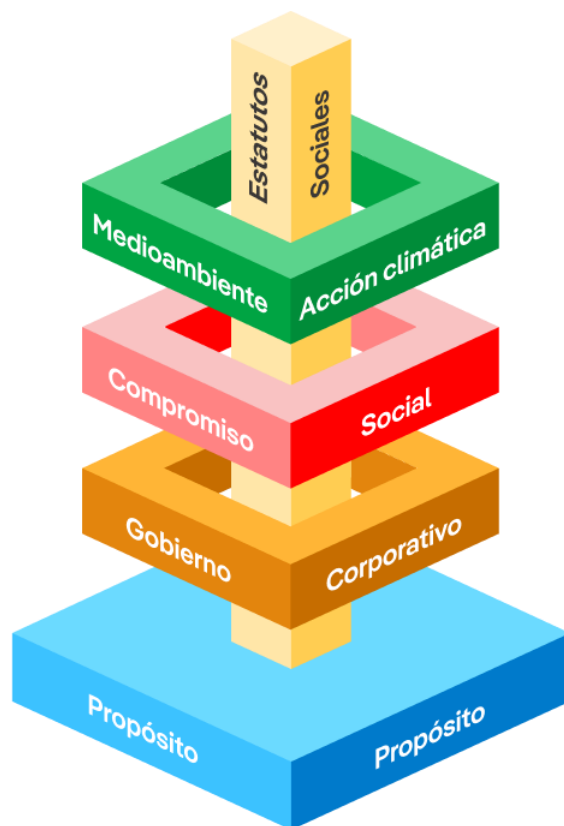 Estatutos
Sociales
Medioambiente
Acción climática
Compromiso
Social
Gobierno
Corporativo
Propósito
Propósito